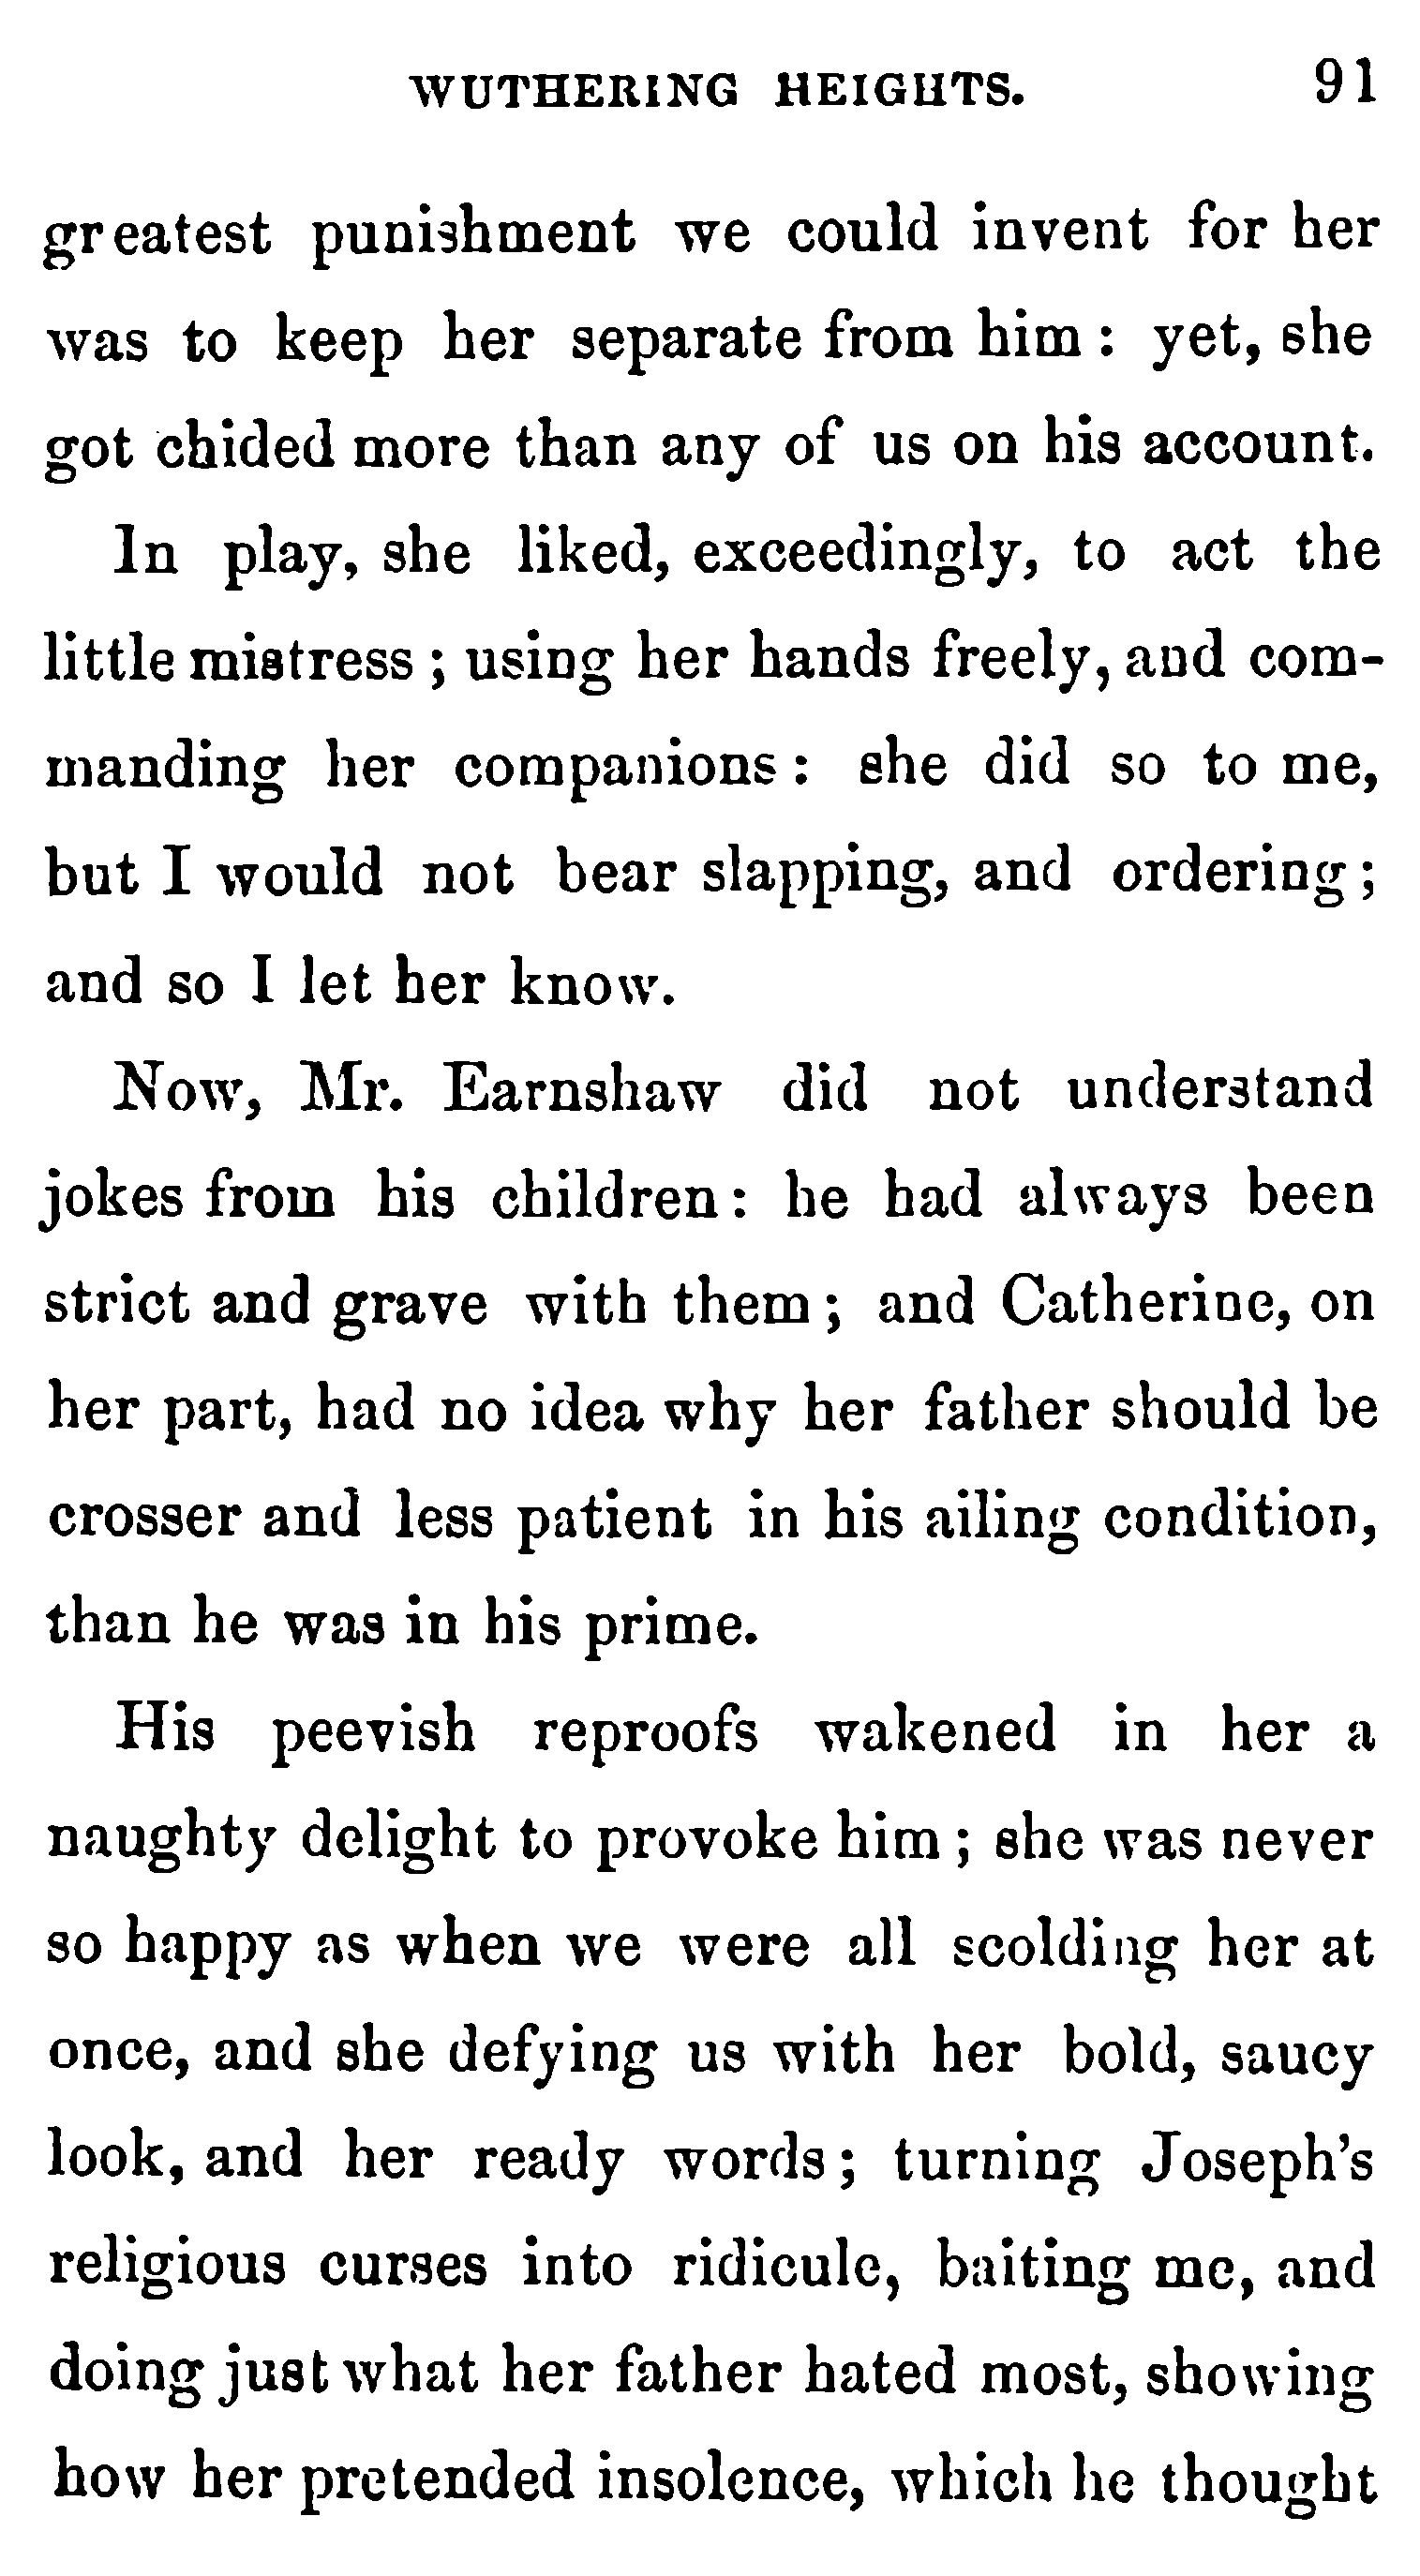 WUTHERING HEIGHTS. 91
greatest punishment we could invent for her
was to keep her separate from him : yet, she
got chided more than any of us on his account.
In play, she liked, exceedingly, to act the
little mistress ; using her hands freely, and com-
manding her companions : she did so to me,
but I would not bear slapping, and ordering ;
and so I let her know.
Now, Mr. Earnshaw did not understand
jokes from his children : he had always been
strict and grave with them ; and Catherine, on
her part, had no idea why her father should be
crosser and less patient in his ailing condition,
than he was in his prime.
His peevish reproofs wakened in her a
naughty delight to provoke him ; she was never
so happy as when we were all scolding her at
once, and she defying us with her bold, saucy
look, and her ready words ; turning Joseph's
religious curses into ridicule, baiting me, and
doing just what her father hated most, showing
how her pretended insolence, which he thought